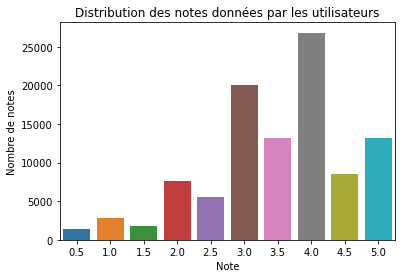 Distribution des notes données par les utilisateurs
Nombre de notes
25000
20000
15000
10000
5000
0
0.5 1.0 1.5 2.0 2.5 3.0 3.5 4.0 4.5 5.0
Note